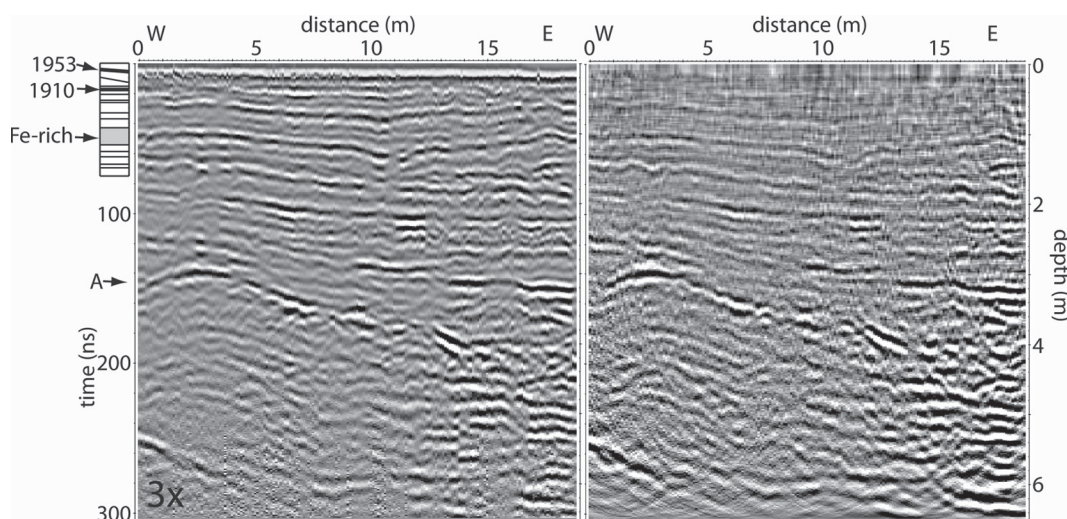 distance (m)
distance (m)
0 W 5 10 15 E
0 W 5 10 15 E
1953
1910
Fe-rich
100
A
200
300
time (ns)
3x
0
2
4
6
depth (m)